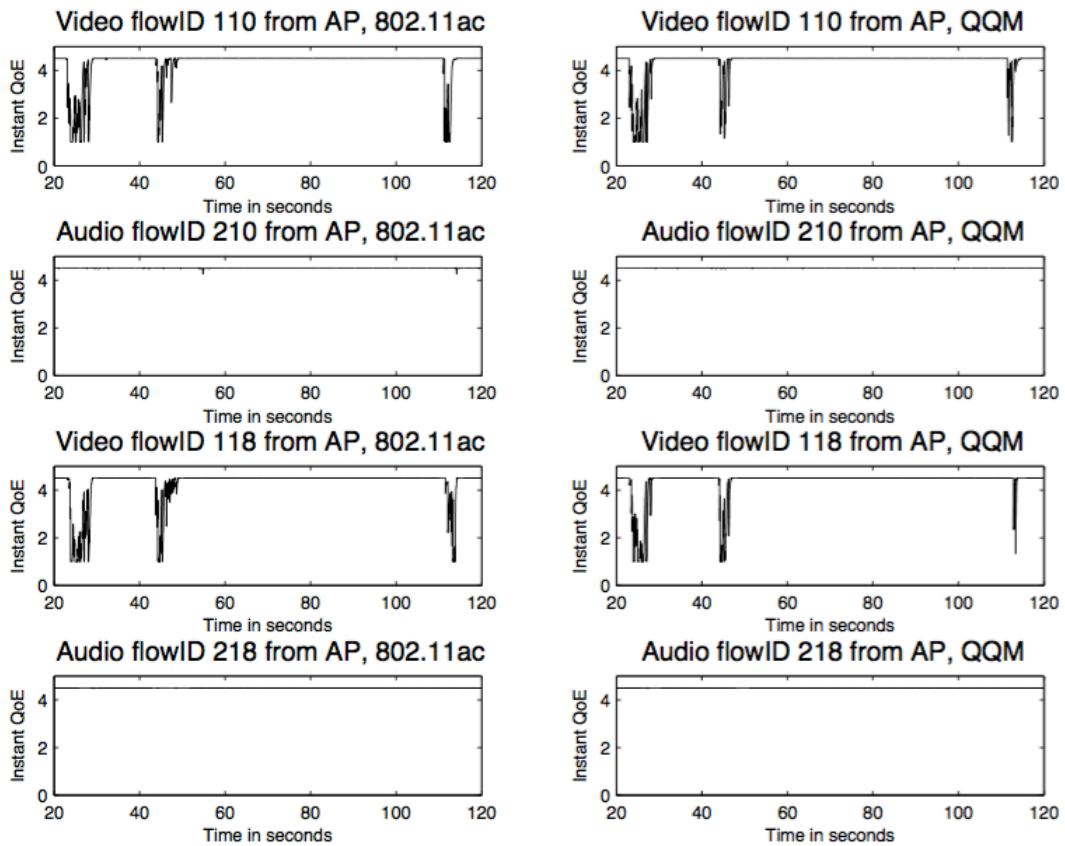 Video flowID 110 from AP, 802.11ac
Instant QoE
4
2
0
20 40 60 80 100 120
Time in seconds
Video flowID 110 from AP, QQM
Instant QoE
4
2
0
20 40 60 80 100 120
Time in seconds
Audio flowID 210 from AP, 802.11ac
Instant QoE
4
2
0
20 40 60 80 100 120
Time in seconds
Audio flowID 210 from AP, QQM
Instant QoE
4
2
0
20 40 60 80 100 120
Time in seconds
Video flowID 118 from AP, 802.11ac
Instant QoE
4
2
0
20 40 60 80 100 120
Time in seconds
Video flowID 118 from AP, QQM
Instant QoE
4
2
0
20 40 60 80 100 120
Time in seconds
Audio flowID 218 from AP, 802.11ac
Instant QoE
4
2
0
20 40 60 80 100 120
Time in seconds
Audio flowID 218 from AP, QQM
Instant QoE
4
2
0
20 40 60 80 100 120
Time in seconds